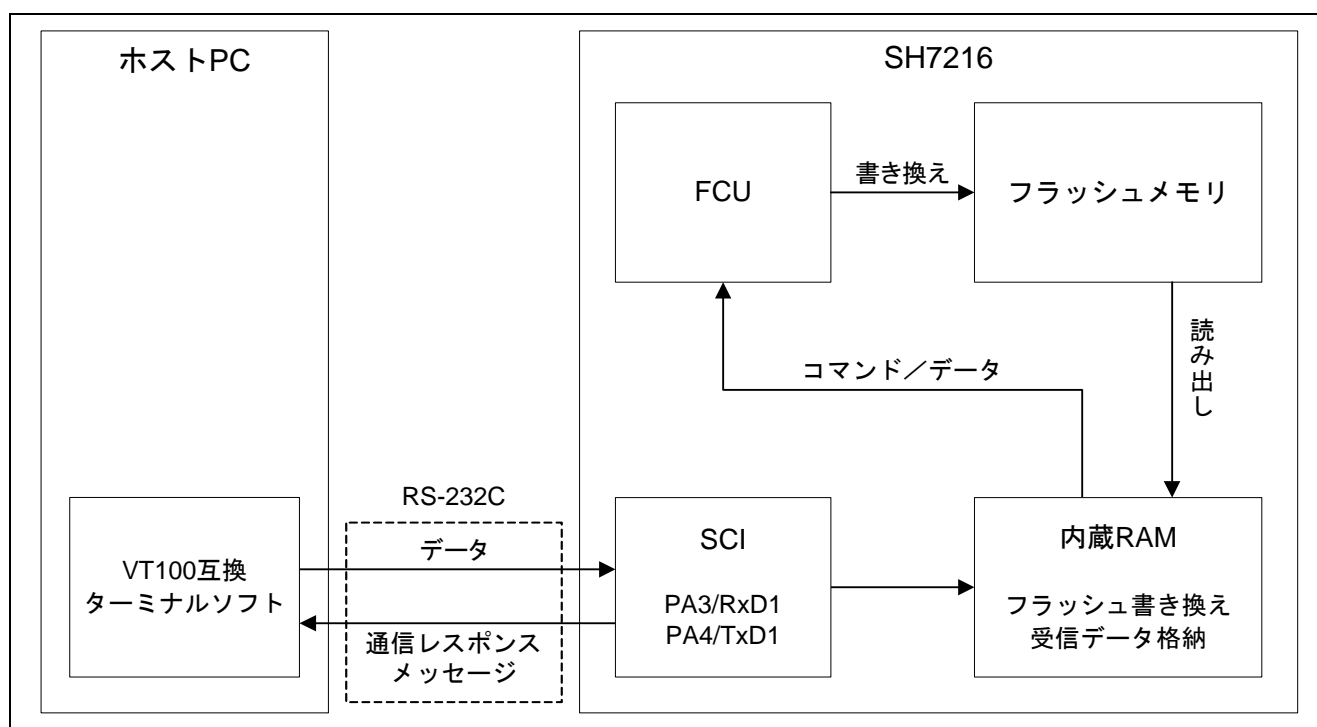 ホストPC
SH7216
FCU
書き換え
フラッシュメモリ
読み出し
コマンド/データ
RS-232C
VT100互換
ターミナルソフト
データ
通信レスポンス
メッセージ
SCI
PA3/RxD1
PA4/TxD1
内蔵RAM
フラッシュ書き換え
受信データ格納